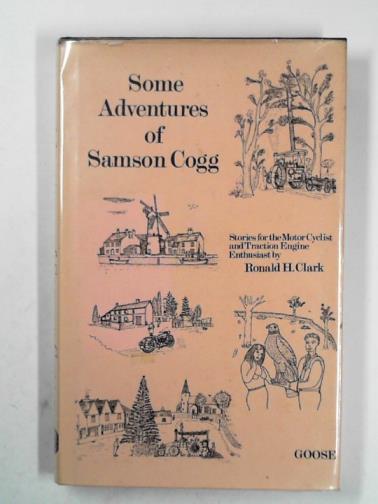 Some
Adventures
of
Samson Cogg
Stories for the Motor Cyclist
and Traction Engine
Enthusiast by
Ronald H. Clark
GOOSE